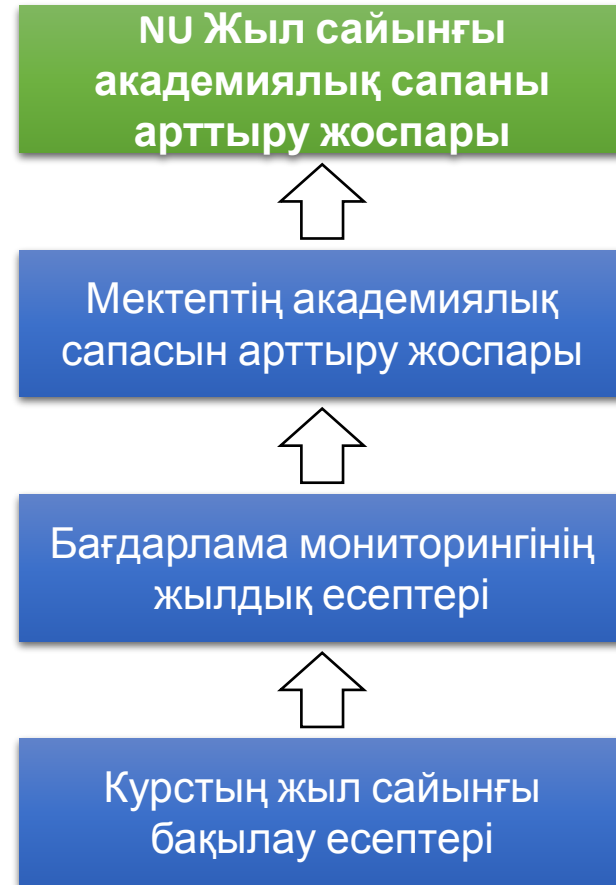 NU Жыл сайынғы
академиялық сапаны
арттыру жоспары
Мектептің академиялық
сапасын арттыру жоспары
Бағдарлама мониторингінің
жылдық есептері
Курстың жыл сайынғы
бақылау есептері